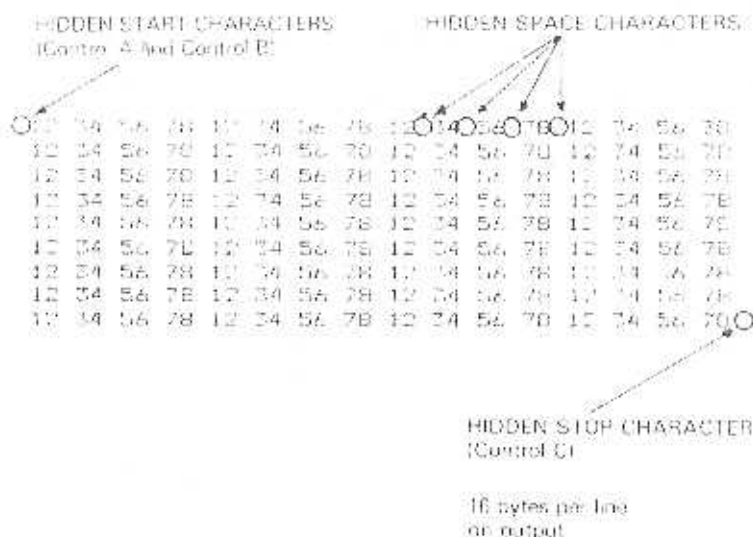 HIDDEN START CHARACTERS
(Control A And Control B)
HIDDEN SPACE CHARACTERS
12 34 56 78 12 34 56 78 12 34 56 78 12 34 56 78
12 34 56 78 12 34 56 78 12 34 56 78 12 34 56 78
12 34 56 78 12 34 56 78 12 34 56 78 12 34 56 78
12 34 56 78 12 34 56 78 12 34 56 78 12 34 56 78
12 34 56 78 12 34 56 78 12 34 56 78 12 34 56 78
12 34 56 78 12 34 56 78 12 34 56 78 12 34 56 78
12 34 56 78 12 34 56 78 12 34 56 78 12 34 56 78
12 34 56 78 12 34 56 78 12 34 56 78 12 34 56 78
12 34 56 78 12 34 56 78 12 34 56 78 12 34 56 78
HIDDEN STOP CHARACTER
(Control C)
16 bytes per line
on output